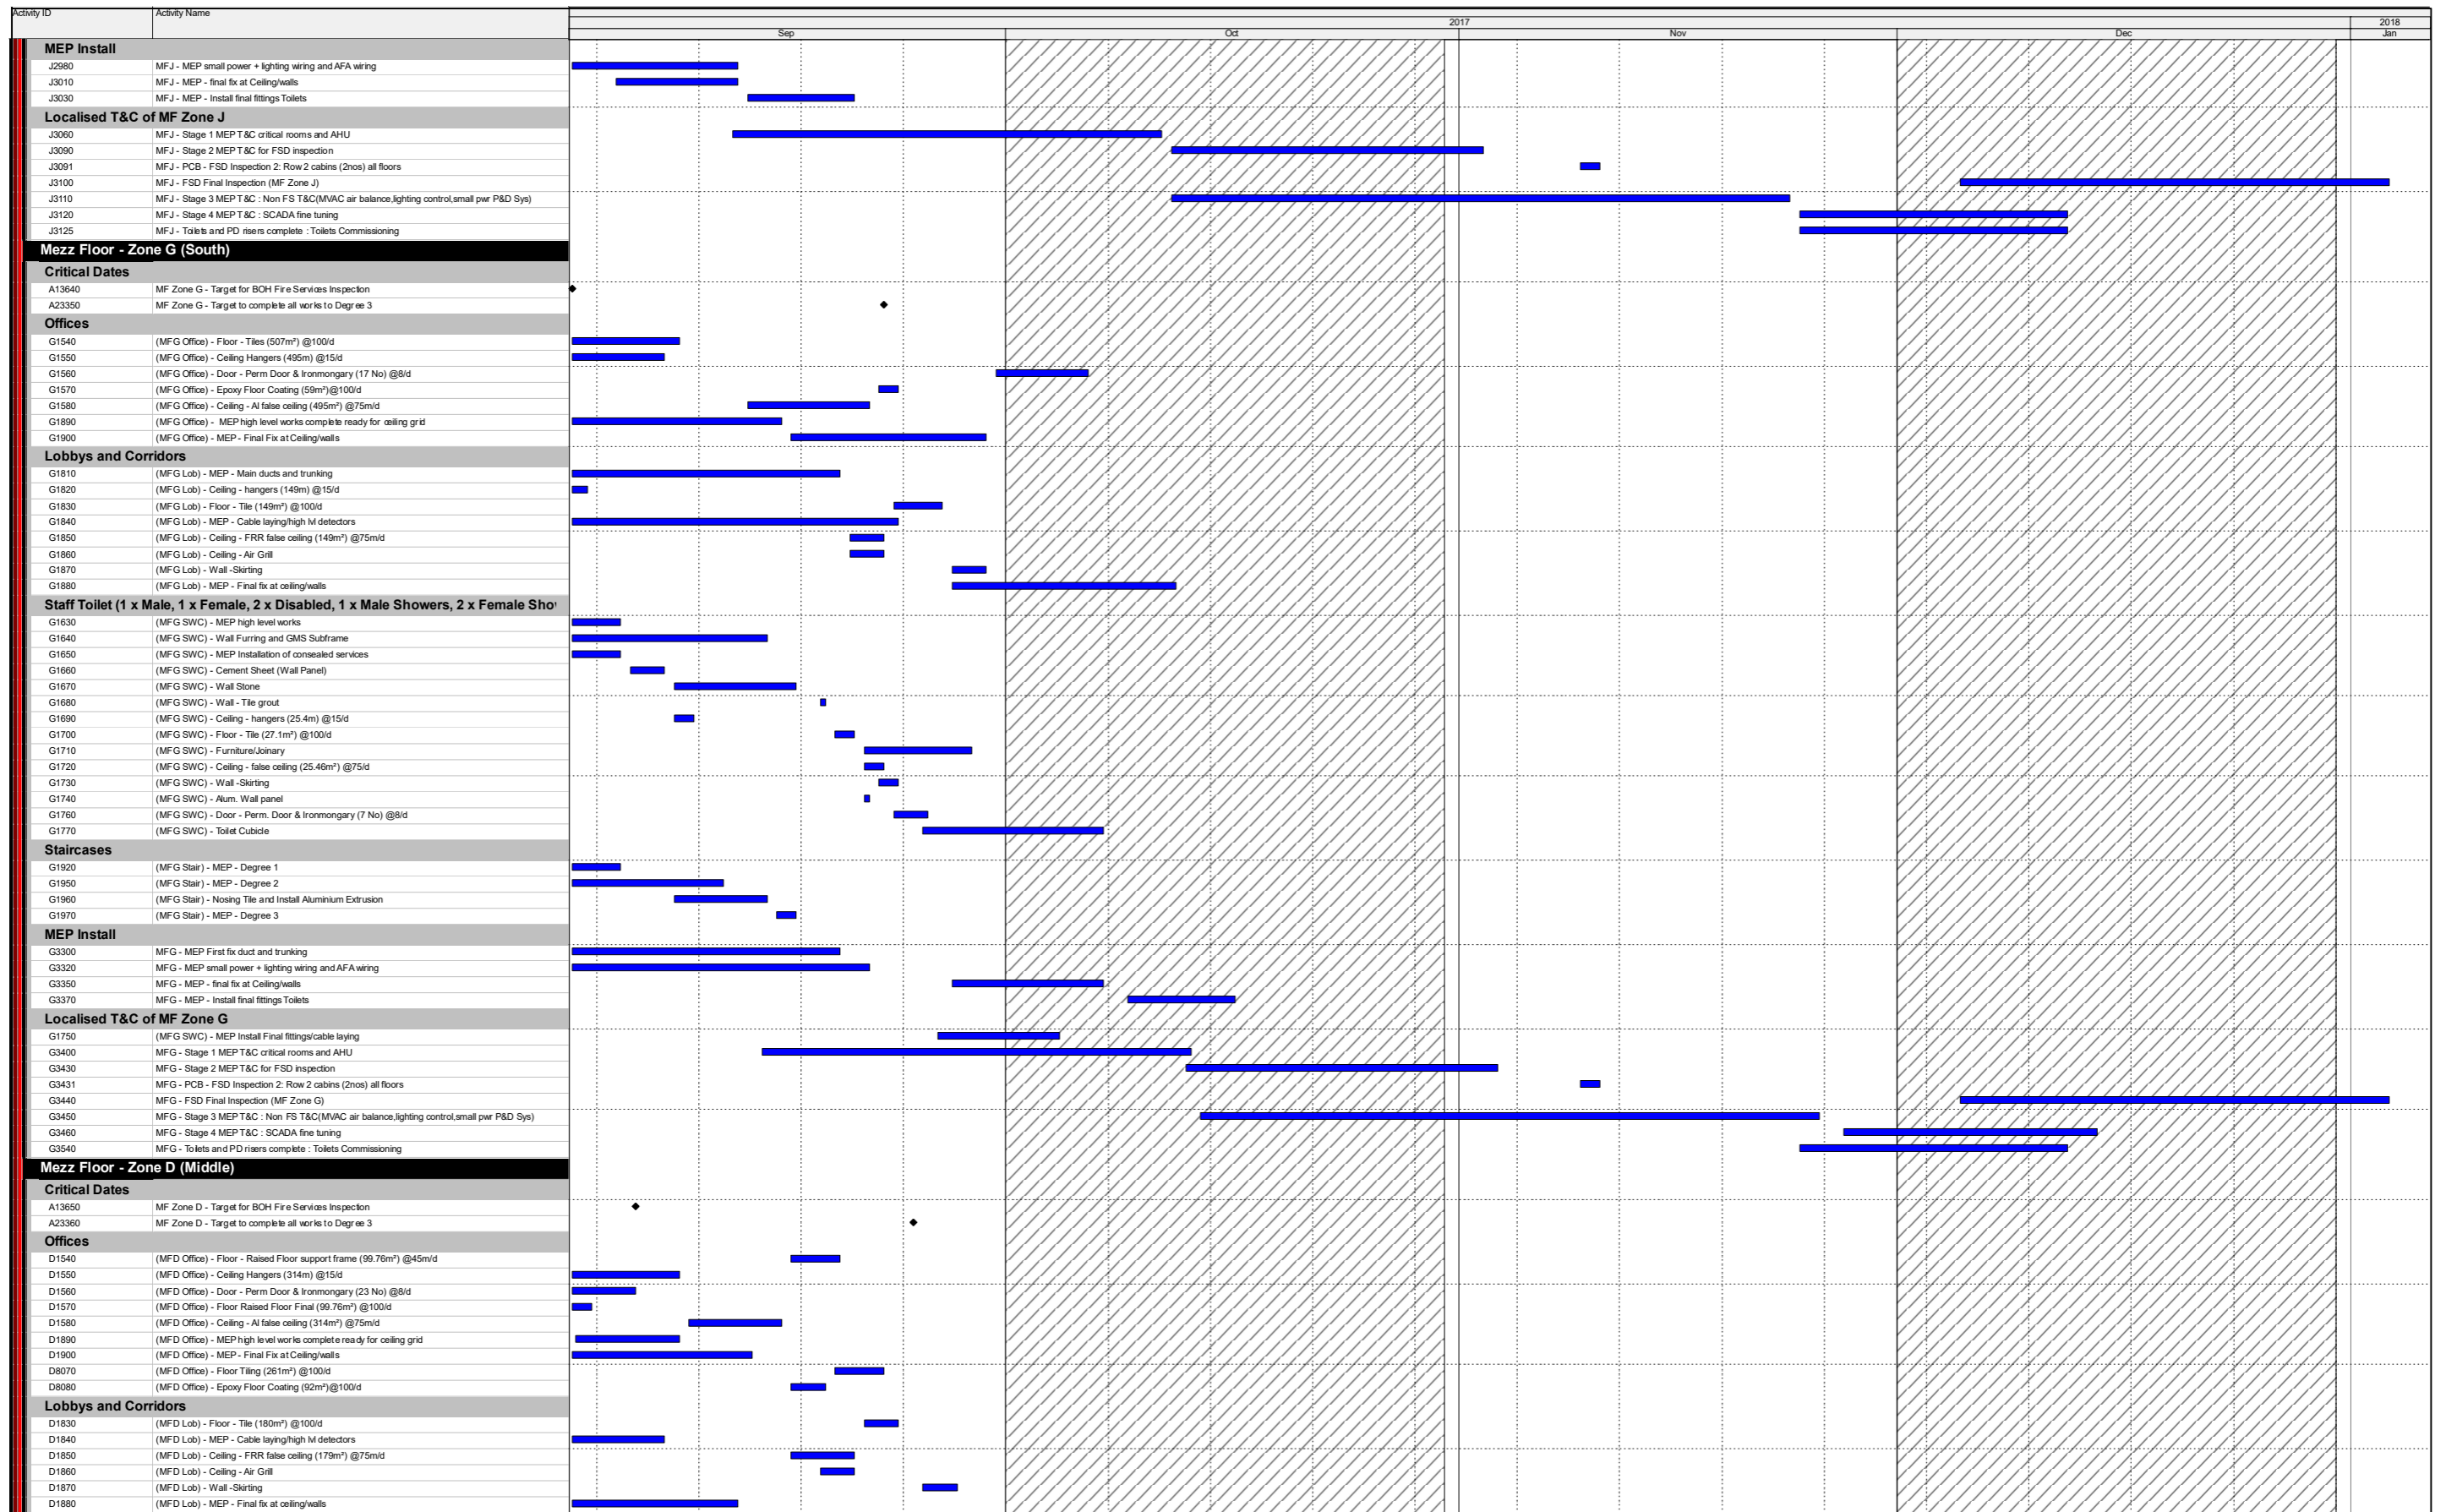 Activity ID Activity Name
2017 2018
Sep Oct Nov Dec Jan
MEP Install
J2980 MFJ - MEP small power + lighting wiring and AFA wiring
J3010 MFJ - MEP - final fix at Ceiling/walls
J3030 MFJ - MEP - Install final fittings Toilets
Localised T&C of MF Zone J
J3060 MFJ - Stage 1 MEP T&C critical rooms and AHU
J3090 MFJ - Stage 2 MEP T&C for FSD inspection
J3091 MFJ - PCB - FSD Inspection 2: Row 2 cabins (2nos) all floors
J3100 MFJ - FSD Final Inspection (MF Zone J)
J3110 MFJ - Stage 3 MEP T&C : Non FS T&C(MVAC air balance,lighting control,small pwr P&D Sys)
J3120 MFJ - Stage 4 MEP T&C : SCADA fine tuning
J3125 MFJ - Toilets and PD risers complete : Toilets Commissioning
Mezz Floor - Zone G (South)
Critical Dates
A13640 MF Zone G - Target for BOH Fire Services Inspection
A23350 MF Zone G - Target to complete all works to Degree 3
Offices
G1540 (MFG Office) - Floor - Tiles (507m²) @100/d
G1550 (MFG Office) - Ceiling Hangers (495m) @15/d
G1560 (MFG Office) - Door - Perm Door & Ironmongary (17 No) @8/d
G1570 (MFG Office) - Epoxy Floor Coating (59m²)@100/d
G1580 (MFG Office) - Ceiling - Al false ceiling (495m²) @75m/d
G1890 (MFG Office) - MEP high level works complete ready for ceiling grid
G1900 (MFG Office) - MEP - Final Fix at Ceiling/walls
Lobbys and Corridors
G1810 (MFG Lob) - MEP - Main ducts and trunking
G1820 (MFG Lob) - Ceiling - hangers (149m) @15/d
G1830 (MFG Lob) - Floor - Tile (149m²) @100/d
G1840 (MFG Lob) - MEP - Cable laying/high lvl detectors
G1850 (MFG Lob) - Ceiling - FRR false ceiling (149m²) @75m/d
G1860 (MFG Lob) - Ceiling - Air Grill
G1870 (MFG Lob) - Wall -Skirting
G1880 (MFG Lob) - MEP - Final fix at ceiling/walls
Staff Toilet (1 x Male, 1 x Female, 2 x Disabled, 1 x Male Showers, 2 x Female Shov
G1630 (MFG SWC) - MEP high level works
G1640 (MFG SWC) - Wall Furring and GMS Subframe
G1650 (MFG SWC) - MEP Installation of consealed services
G1660 (MFG SWC) - Cement Sheet (Wall Panel)
G1670 (MFG SWC) - Wall Stone
G1680 (MFG SWC) - Wall - Tile grout
G1690 (MFG SWC) - Ceiling - hangers (25.4m) @15/d
G1700 (MFG SWC) - Floor - Tile (27.1m²) @100/d
G1710 (MFG SWC) - Furniture/Joinary
G1720 (MFG SWC) - Ceiling - false ceiling (25.46m²) @75/d
G1730 (MFG SWC) - Wall -Skirting
G1740 (MFG SWC) - Alum. Wall panel
G1760 (MFG SWC) - Door - Perm. Door & Ironmongary (7 No) @8/d
G1770 (MFG SWC) - Toilet Cubicle
Staircases
G1920 (MFG Stair) - MEP - Degree 1
G1950 (MFG Stair) - MEP - Degree 2
G1960 (MFG Stair) - Nosing Tile and Install Aluminium Extrusion
G1970 (MFG Stair) - MEP - Degree 3
MEP Install
G3300 MFG - MEP First fix duct and trunking
G3320 MFG - MEP small power + lighting wiring and AFA wiring
G3350 MFG - MEP - final fix at Ceiling/walls
G3370 MFG - MEP - Install final fittings Toilets
Localised T&C of MF Zone G
G1750 (MFG SWC) - MEP Install Final fittings/cable laying
G3400 MFG - Stage 1 MEP T&C critical rooms and AHU
G3430 MFG - Stage 2 MEP T&C for FSD inspection
G3431 MFG - PCB - FSD Inspection 2: Row 2 cabins (2nos) all floors
G3440 MFG - FSD Final Inspection (MF Zone G)
G3450 MFG - Stage 3 MEP T&C : Non FS T&C(MVAC air balance,lighting control,small pwr P&D Sys)
G3460 MFG - Stage 4 MEP T&C : SCADA fine tuning
G3540 MFG - Toilets and PD risers complete : Toilets Commissioning
Mezz Floor - Zone D (Middle)
Critical Dates
A13650 MF Zone D - Target for BOH Fire Services Inspection
A23360 MF Zone D - Target to complete all works to Degree 3
Offices
D1540 (MFD Office) - Floor - Raised Floor support frame (99.76m²) @45m/d
D1550 (MFD Office) - Ceiling Hangers (314m) @15/d
D1560 (MFD Office) - Door - Perm Door & Ironmongary (23 No) @8/d
D1570 (MFD Office) - Floor Raised Floor Final (99.76m²) @100/d
D1580 (MFD Office) - Ceiling - Al false ceiling (314m²) @75m/d
D1890 (MFD Office) - MEP high level works complete ready for ceiling grid
D1900 (MFD Office) - MEP - Final Fix at Ceiling/walls
D8070 (MFD Office) - Floor Tiling (261m²) @100/d
D8080 (MFD Office) - Epoxy Floor Coating (92m²)@100/d
Lobbys and Corridors
D1830 (MFD Lob) - Floor - Tile (180m²) @100/d
D1840 (MFD Lob) - MEP - Cable laying/high lvl detectors
D1850 (MFD Lob) - Ceiling - FRR false ceiling (179m²) @75m/d
D1860 (MFD Lob) - Ceiling - Air Grill
D1870 (MFD Lob) - Wall -Skirting
D1880 (MFD Lob) - MEP - Final fix at ceiling/walls